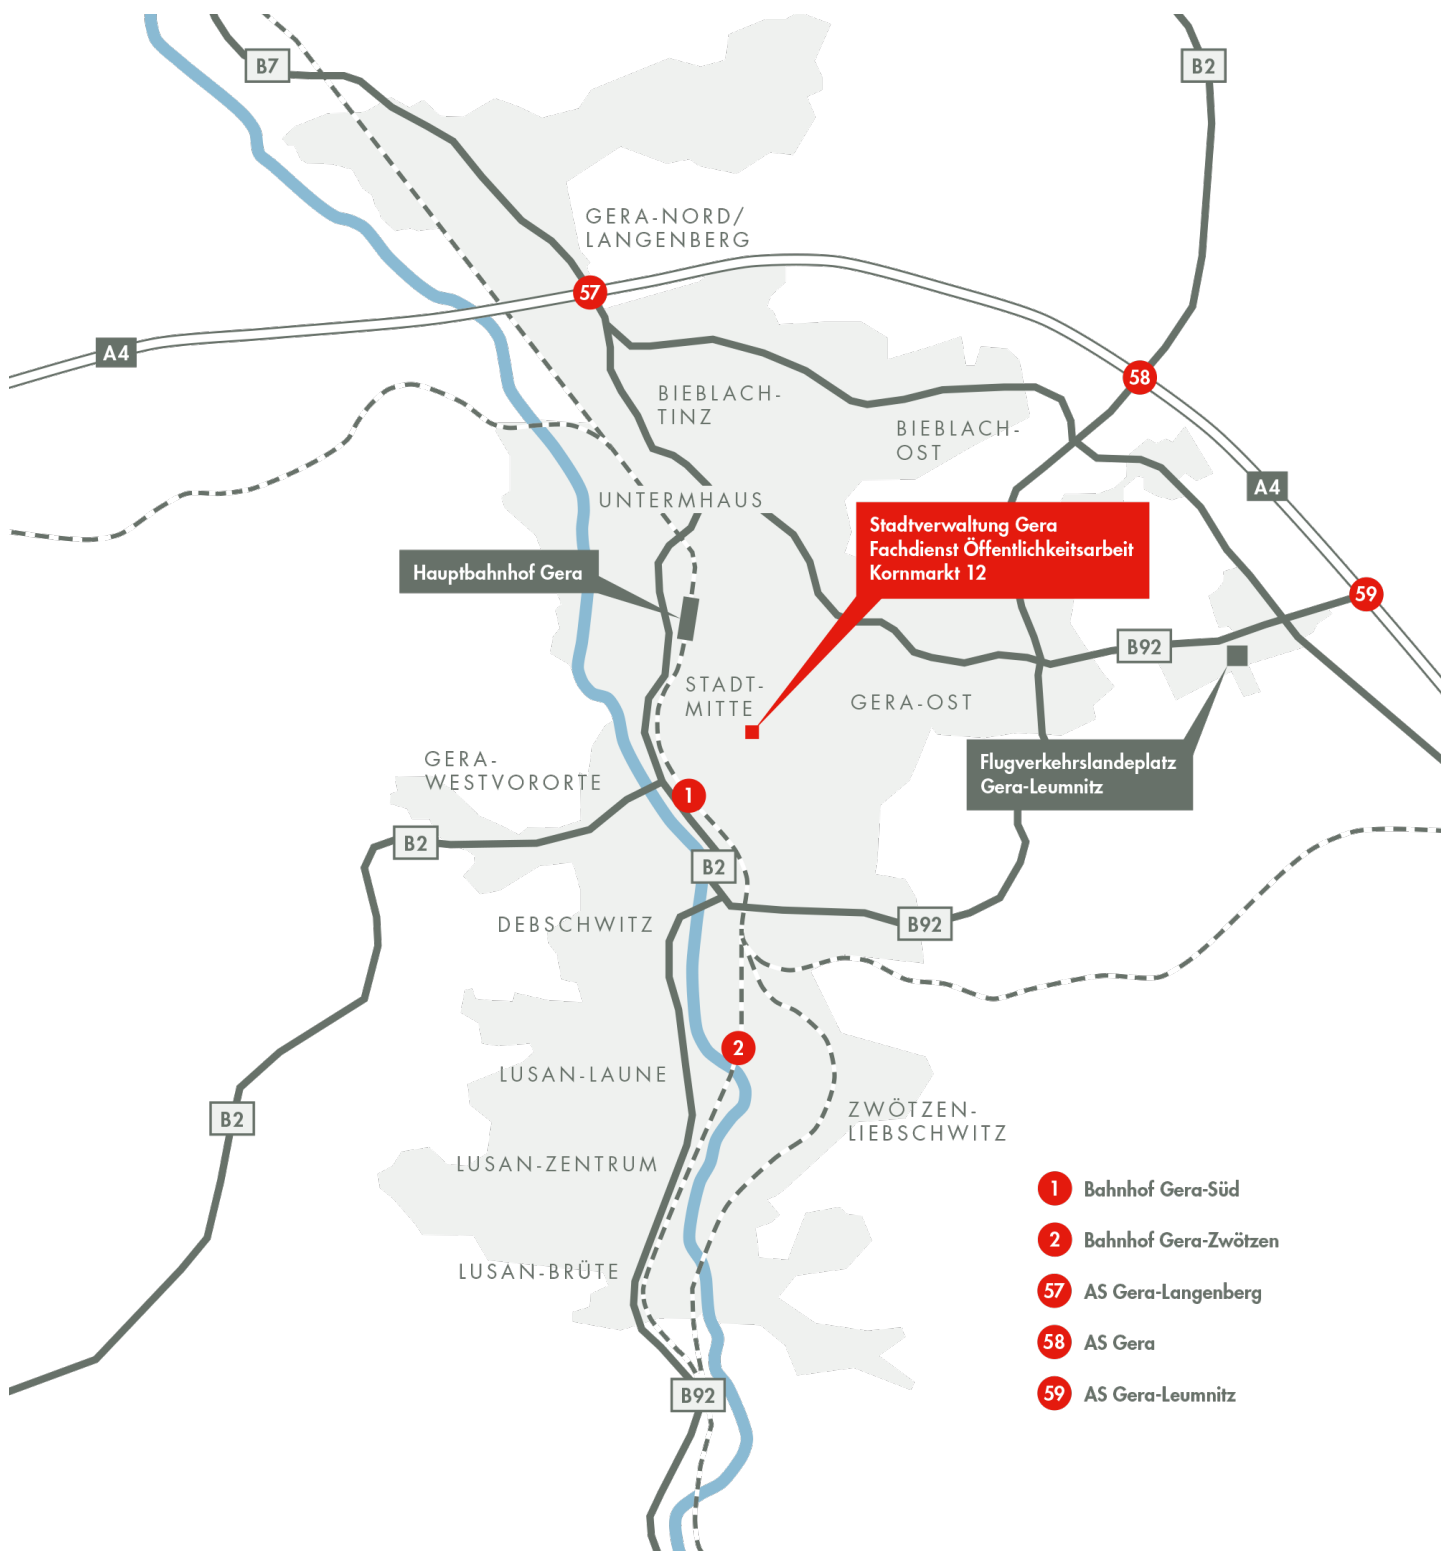 B7
B2
GERA-NORD/
LANGENBERG
57
A4
58
BIEBLACH-
TINZ
BIEBLACH-
OST
A4
UNTERMHAUS
Stadtverwaltung Gera
Fachdienst Öffentlichkeitsarbeit
Kornmarkt 12
Hauptbahnhof Gera
59
B92
STADT-
MITTE
GERA-OST
GERA-
WESTVORORTE
Flugverkehrslandeplatz
Gera-Leumnitz
1
B2
B2
DEBSCHWITZ
B92
2
LUSAN-LAUNE
B2
ZWÖTZEN-
LIEBSCHWITZ
LUSAN-ZENTRUM
LUSAN-BRÜTE
B92
1 Bahnhof Gera-Süd
2 Bahnhof Gera-Zwötzen
57 AS Gera-Langenberg
58 AS Gera
59 AS Gera-Leumnitz